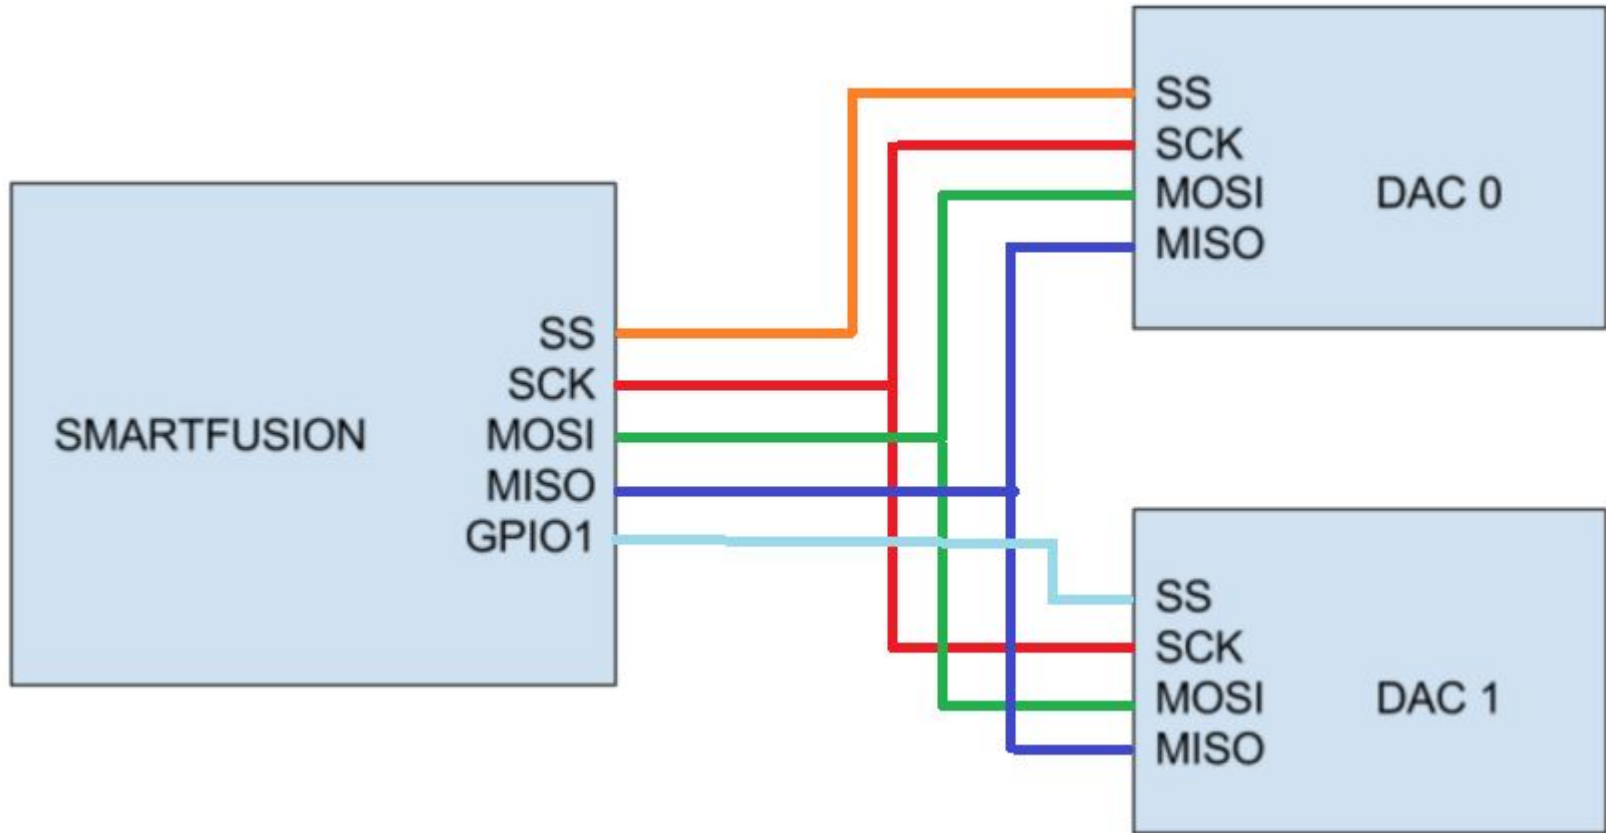 SMARTFUSION
SS
SCK
MOSI
MISO
GPIO1
SS
SCK
MOSI
MISO
DAC 0
SS
SCK
MOSI
MISO
DAC 1